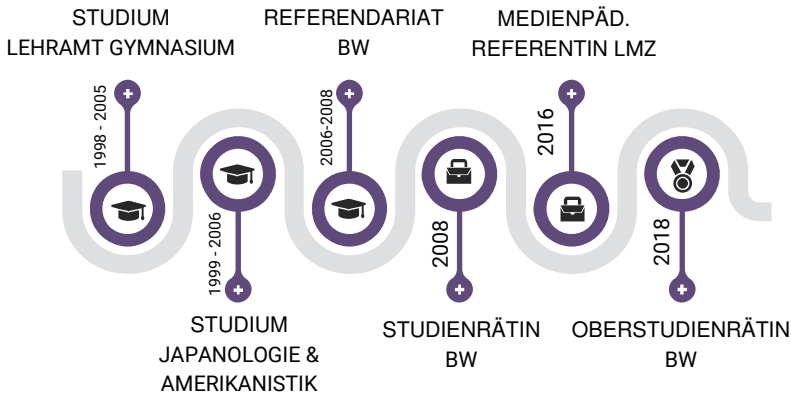 STUDIUM
LEHRAMT GYMNASIUM
1998 - 2005
STUDIUM
JAPANOLOGIE &
AMERIKANISTIK
1999 - 2006
REFERENDARIAT
BW
2006-2008
STUDIENRÄTIN
BW
2008
MEDIENPÄD.
REFERENTIN LMZ
2016
OBERSTUDIENRÄTIN
BW
2018